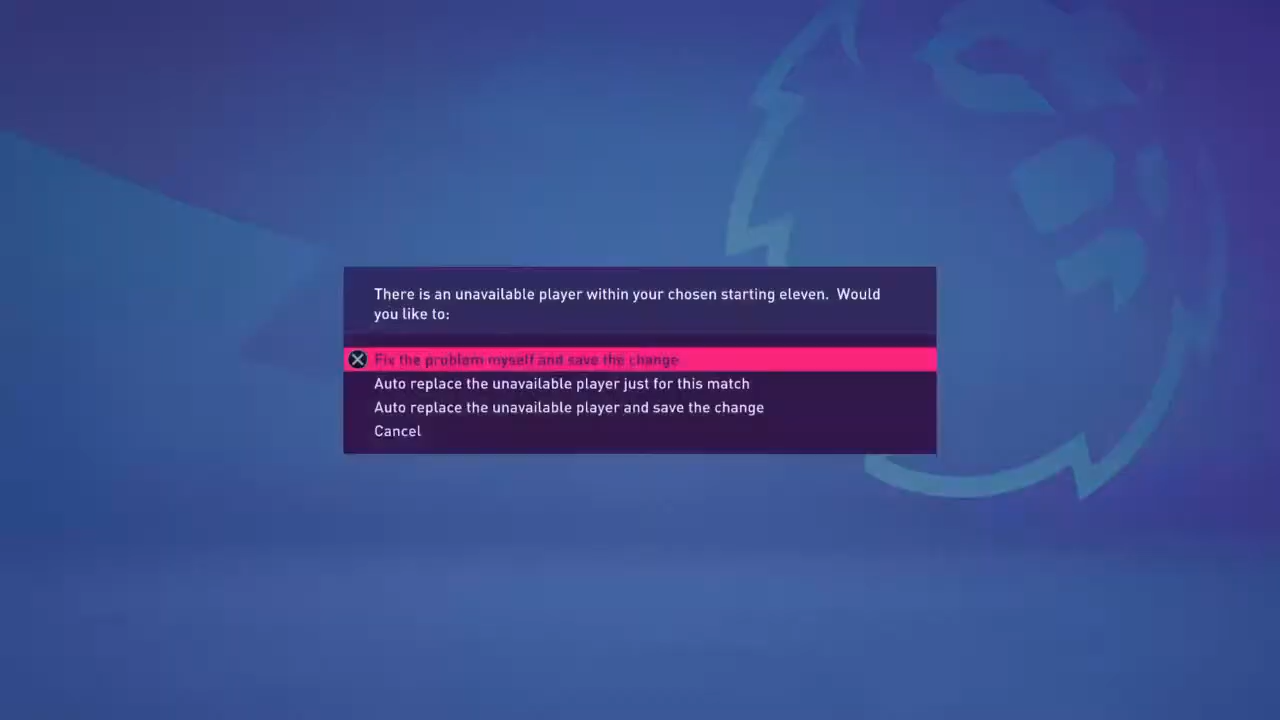 There is an unavailable player within your chosen starting eleven.  Would
you like to:
Fix the problem myself and save the change
Auto replace the unavailable player just for this match
Auto replace the unavailable player and save the change
Cancel